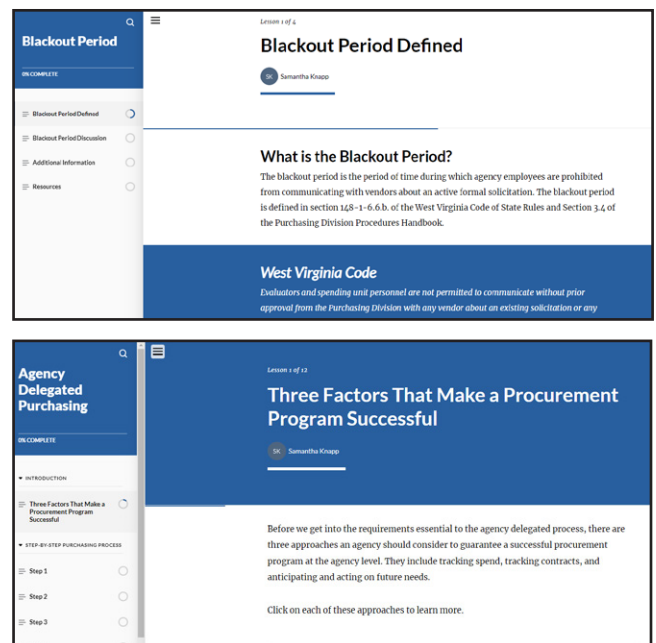 Blackout Period
0% COMPLETE
Blackout Period Defined
Blackout Period Discussion
Additional Information
Resources
Lesson 1 of 4
Blackout Period Defined
SK Samantha Knapp
What is the Blackout Period?
The blackout period is the period of time during which agency employees are prohibited
from communicating with vendors about an active formal solicitation. The blackout period
is defined in section 148-1-6.6.b. of the West Virginia Code of State Rules and Section 3.4 of
the Purchasing Division Procedures Handbook.
West Virginia Code
Evaluators and spending unit personnel are not permitted to communicate without prior
approval from the Purchasing Division with any vendor about an existing solicitation or any
Agency
Delegated
Purchasing
0% COMPLETE
INTRODUCTION
Three Factors That Make a
Procurement Program
Successful
STEP-BY-STEP PURCHASING PROCESS
Step 1
Step 2
Step 3
Lesson 1 of 12
Three Factors That Make a Procurement
Program Successful
SK Samantha Knapp
Before we get into the requirements essential to the agency delegated process, there are
three approaches an agency should consider to guarantee a successful procurement
program at the agency level. They include tracking spend, tracking contracts, and
anticipating and acting on future needs.
Click on each of these approaches to learn more.